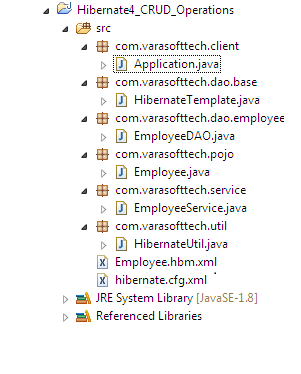 Hibernate4_CRUD_Operations
src
com.varasofttech.client
Application.java
com.varasofttech.dao.base
HibernateTemplate.java
com.varasofttech.dao.employee
EmployeeDAO.java
com.varasofttech.pojo
Employee.java
com.varasofttech.service
EmployeeService.java
com.varasofttech.util
HibernateUtil.java
Employee.hbm.xml
hibernate.cfg.xml
JRE System Library [JavaSE-1.8]
Referenced Libraries